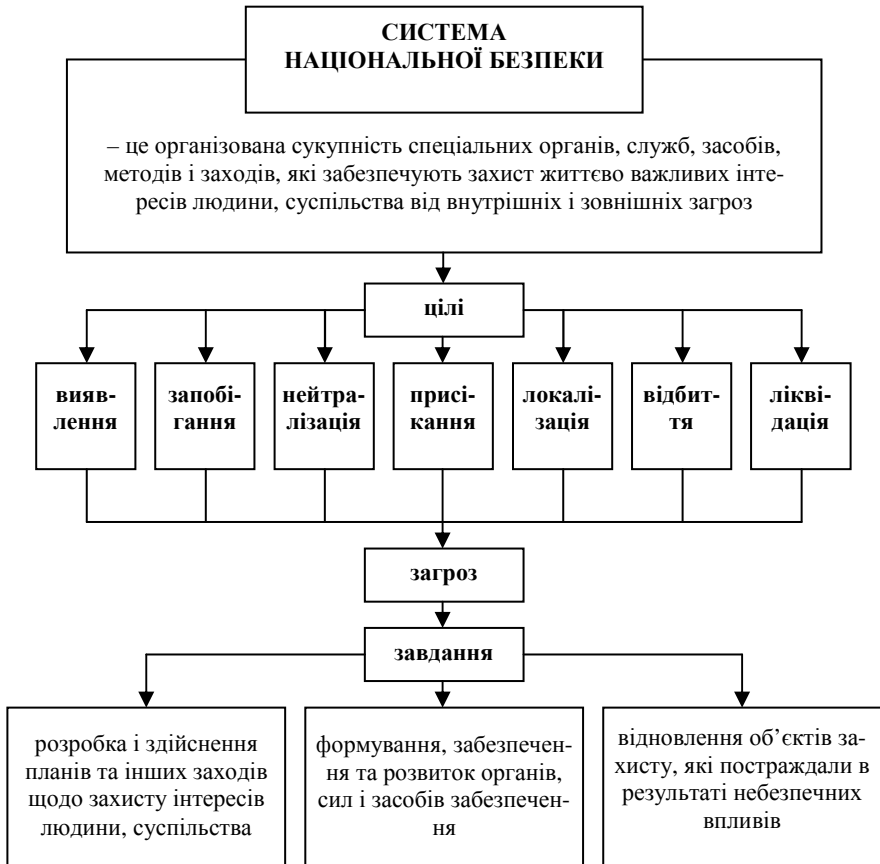 СИСТЕМА
НАЦІОНАЛЬНОЇ БЕЗПЕКИ
– це організована сукупність спеціальних органів, служб, засобів,
методів і заходів, які забезпечують захист життєво важливих інте-
ресів людини, суспільства від внутрішніх і зовнішніх загроз
цілі
вияв-
лення
запобі-
гання
нейтра-
лізація
присі-
кання
локалі-
зація
відбит-
тя
лікві-
дація
загроз
завдання
розробка і здійснення
планів та інших заходів
щодо захисту інтересів
людини, суспільства
формування, забезпечен-
ня та розвиток органів,
сил і засобів забезпечен-
ня
відновлення об’єктів за-
хисту, які постраждали в
результаті небезпечних
впливів